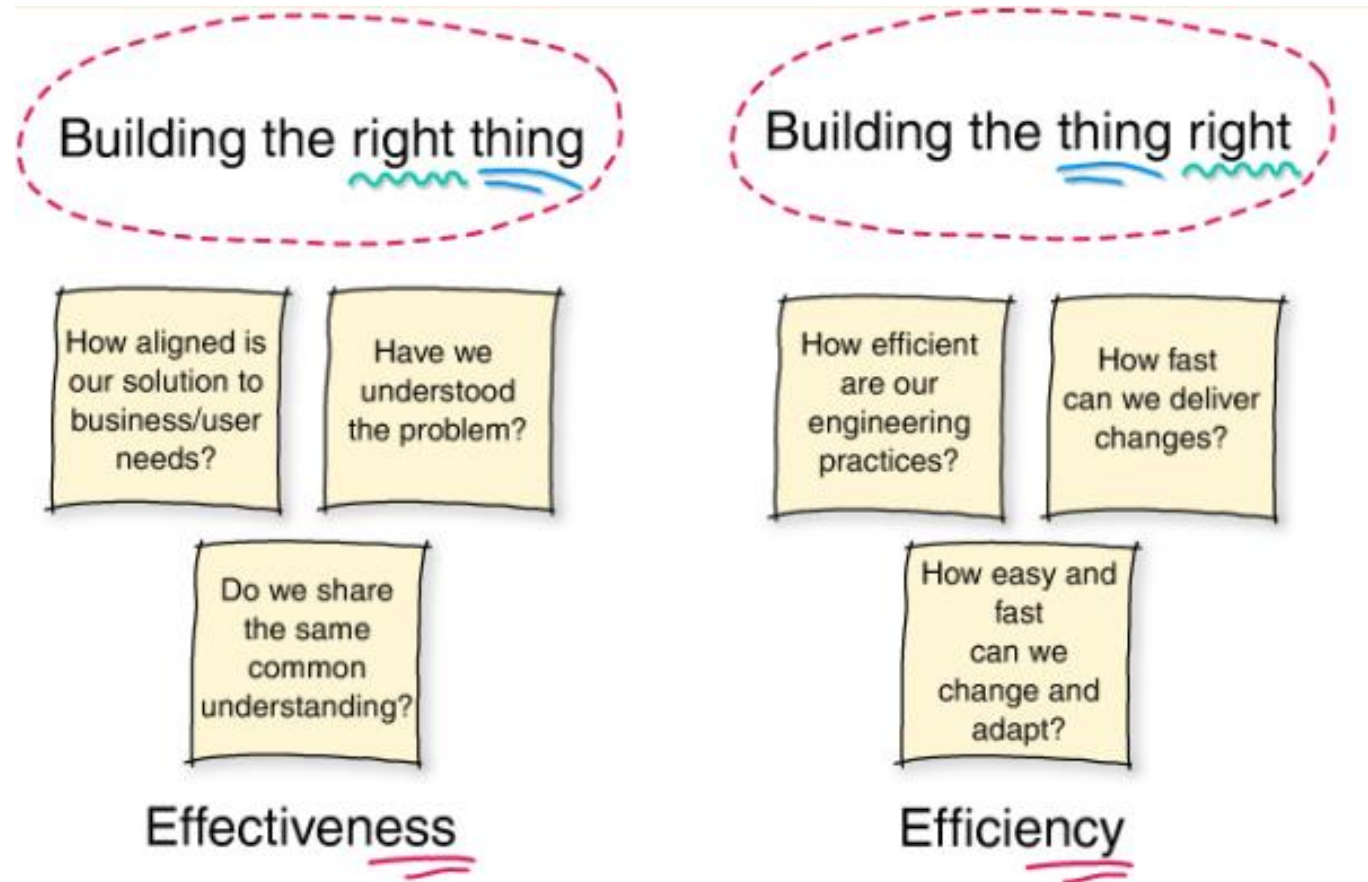 Building the right thing
How aligned is
our solution to
business/user
needs?
Have we
understood
the problem?
Do we share
the same
common
understanding?
Effectiveness
Building the thing right
How efficient
are our
engineering
practices?
How fast
can we deliver
changes?
How easy and
fast
can we
change and
adapt?
Efficiency